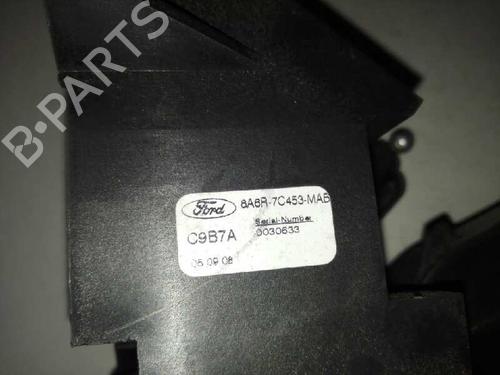 B-PARTS
Ford 8A6R-7C453-MAB
Serial-Number
C9B7A 0030633
05 09 08